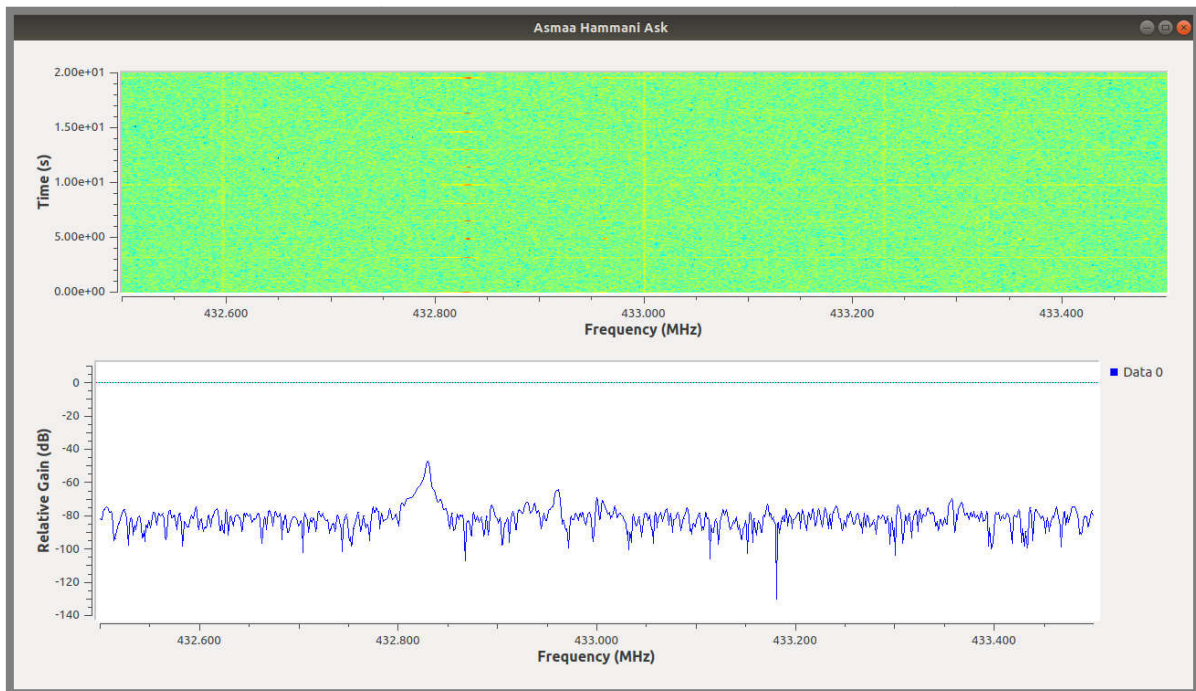 Asmaa Hammani Ask
2.00e+01
1.50e+01
1.00e+01
5.00e+00
0.00e+00
Time (s)
432.600 432.800 433.000 433.200 433.400
Frequency (MHz)
0
-20
-40
-60
-80
-100
-120
-140
Relative Gain (dB)
Data 0
432.600 432.800 433.000 433.200 433.400
Frequency (MHz)